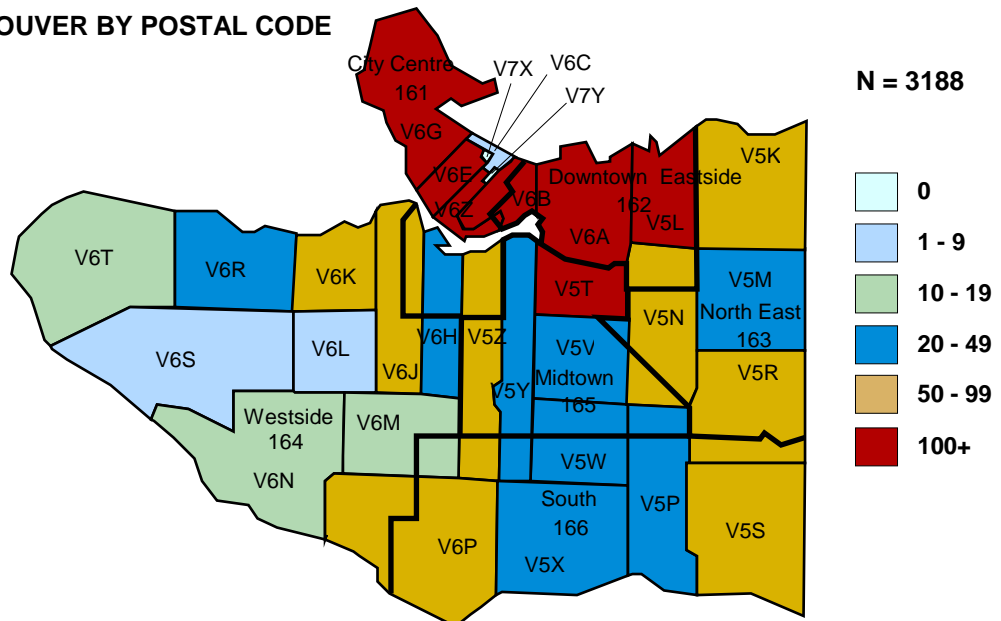 OUVER BY POSTAL CODE
City Centre
161
V7X
V6C
V7Y
N = 3188
V6G
V6E
V6Z
V6B
Downtown Eastside
162
V5K
V5L
V6A
0
1 - 9
10 - 19
20 - 49
50 - 99
100+
V6T
V6R
V6K
V5T
V5M
North East
163
V5N
V6S
V6L
V6J
V6H
V5Z
V5Y
V5V
Midtown
165
V5R
Westside
164
V6M
V6N
V5W
V5P
South
166
V6P
V5X
V5S